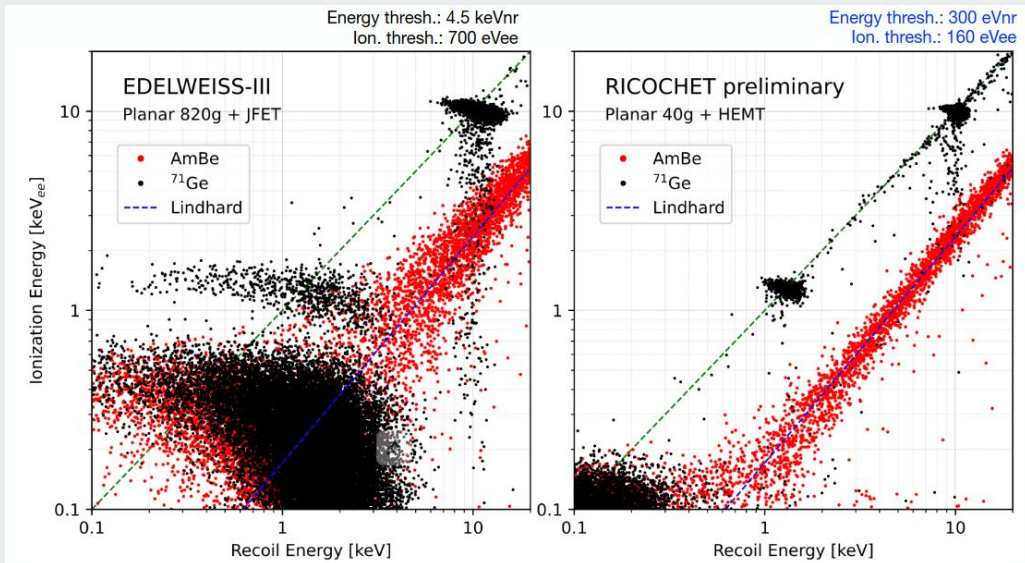 Energy thresh.: 4.5 keVnr
Ion. thresh.: 700 eVee
Energy thresh.: 300 eVnr
Ion. thresh.: 160 eVee
EDELWEISS-III
Planar 820g + JFET
AmBe
⁷¹Ge
Lindhard
10
1
0.1
Ionization Energy [keVₑₑ]
0.1
1
10
Recoil Energy [keV]
RICOCHET preliminary
Planar 40g + HEMT
AmBe
⁷¹Ge
Lindhard
10
1
0.1
0.1
1
10
Recoil Energy [keV]